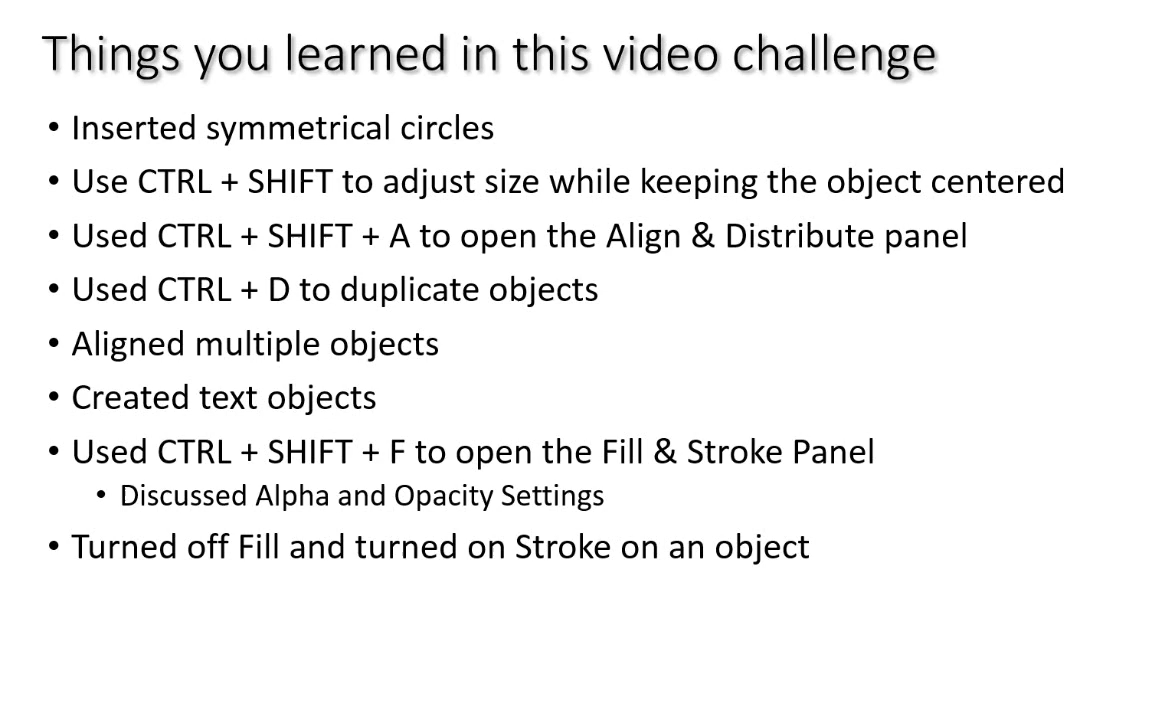 Things you learned in this video challenge
• Inserted symmetrical circles
• Use CTRL + SHIFT to adjust size while keeping the object centered
• Used CTRL + SHIFT + A to open the Align & Distribute panel
• Used CTRL + D to duplicate objects
• Aligned multiple objects
• Created text objects
• Used CTRL + SHIFT + F to open the Fill & Stroke Panel
• Discussed Alpha and Opacity Settings
• Turned off Fill and turned on Stroke on an object